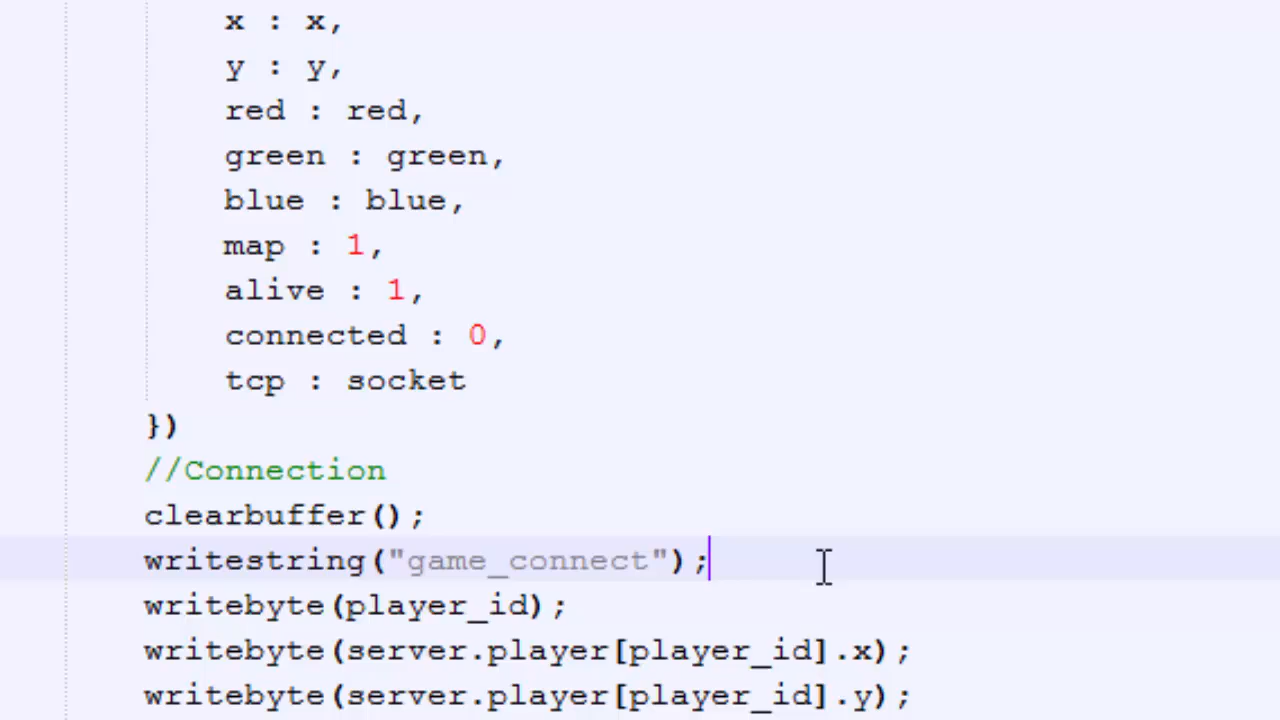 x : x,
y : y,
red : red,
green : green,
blue : blue,
map : 1,
alive : 1,
connected : 0,
tcp : socket
})
//Connection
clearbuffer();
writestring("game_connect");
writebyte(player_id);
writebyte(server.player[player_id].x);
writebyte(server.player[player_id].y);